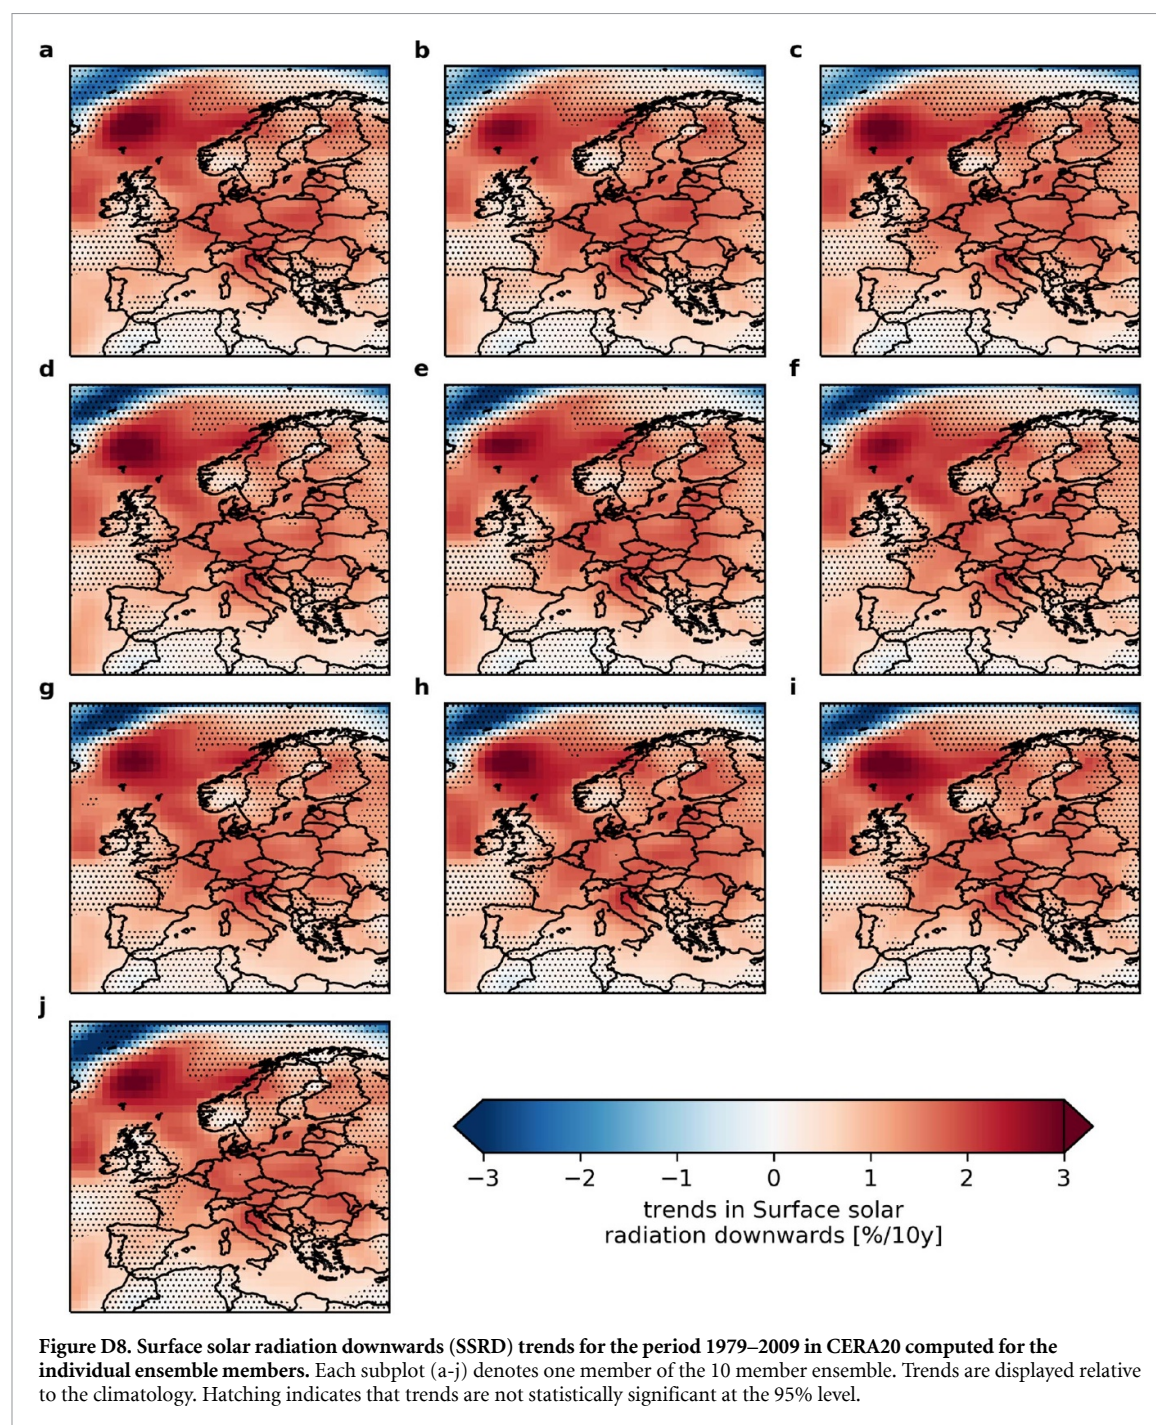 a
b
c
d
e
f
g
h
i
j
−3 −2 −1 0 1 2 3
trends in Surface solar
radiation downwards [%/10y]
Figure D8. Surface solar radiation downwards (SSRD) trends for the period 1979–2009 in CERA20 computed for the
individual ensemble members. Each subplot (a-j) denotes one member of the 10 member ensemble. Trends are displayed relative
to the climatology. Hatching indicates that trends are not statistically significant at the 95% level.